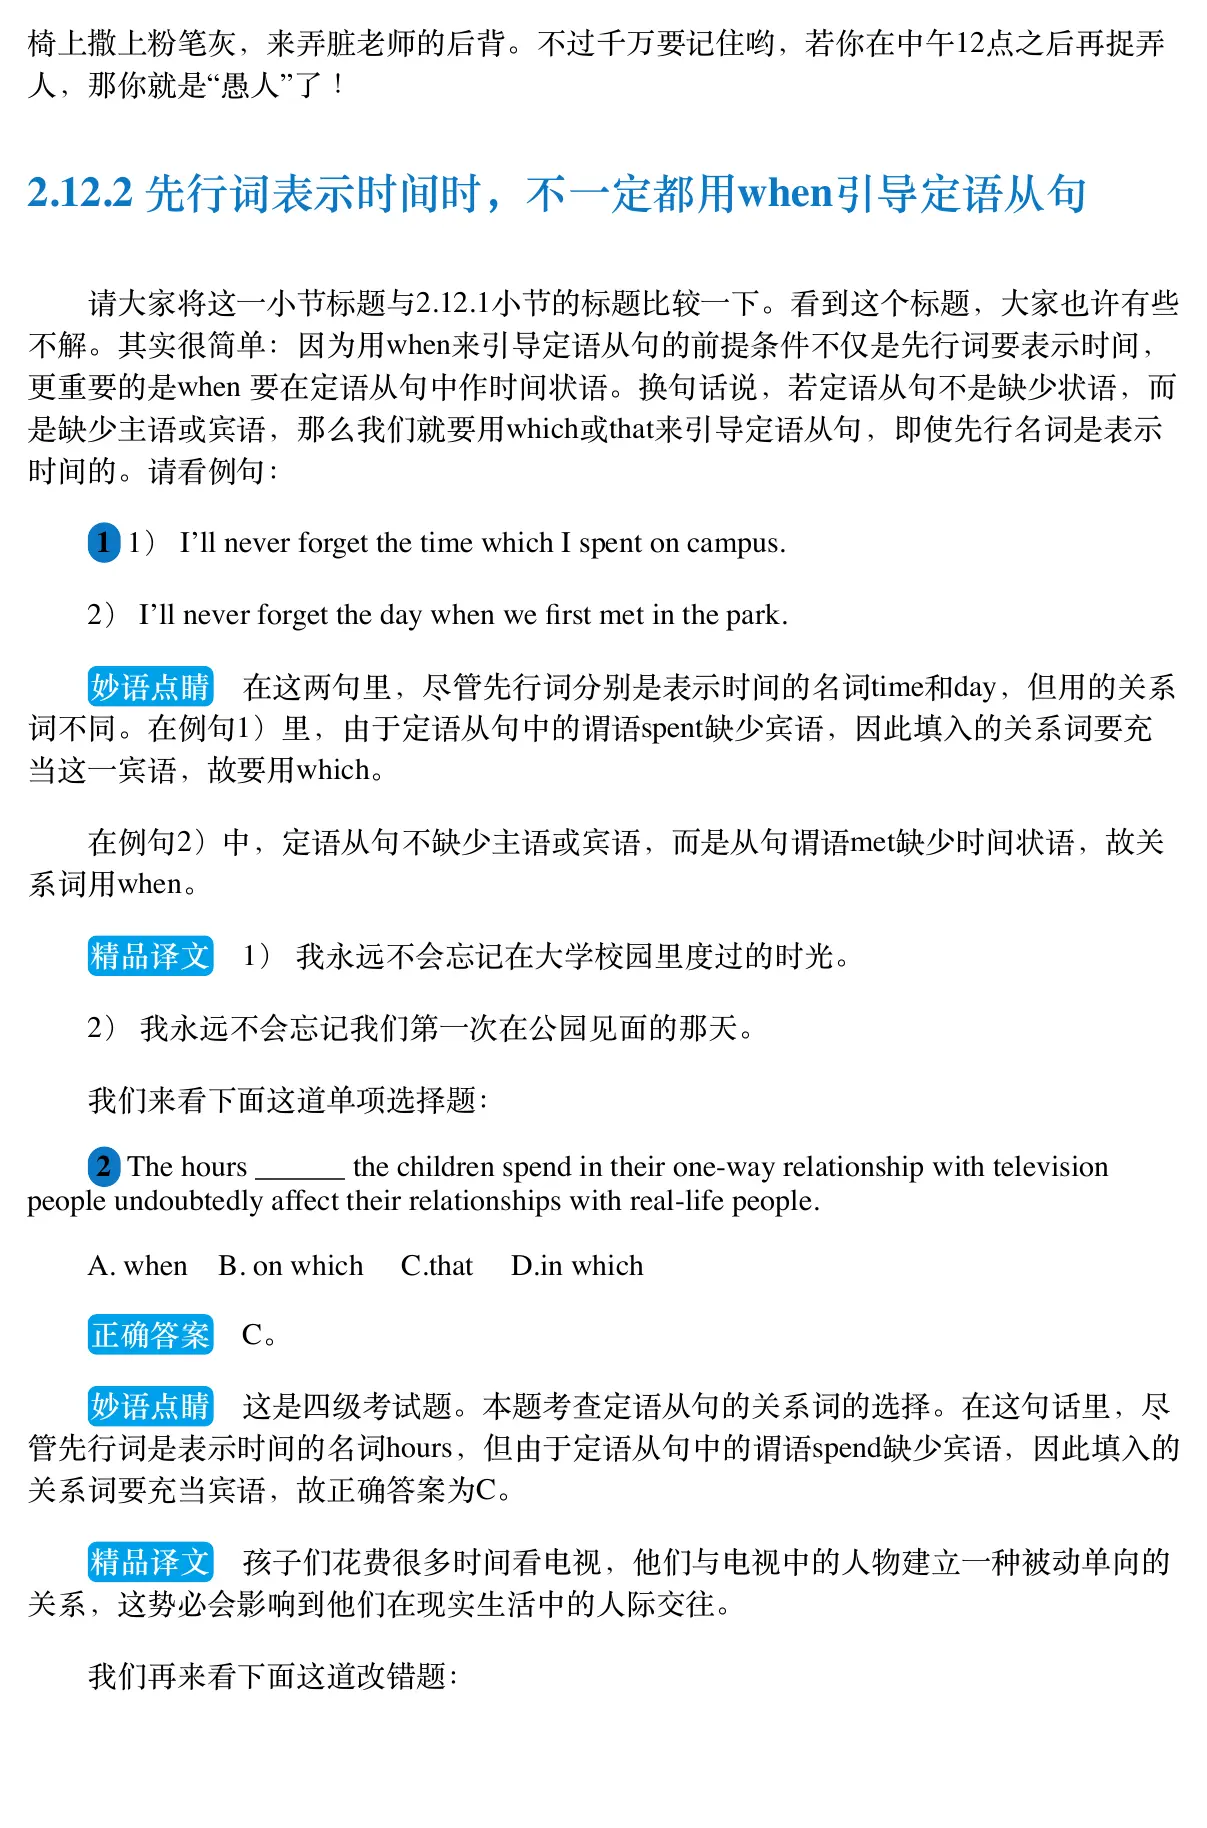 椅上撒上粉笔灰，来弄脏老师的后背。不过千万要记住哟，若你在中午12点之后再捉弄
人，那你就是“愚人”了！
2.12.2 先行词表示时间时，不一定都用when引导定语从句
请大家将这一小节标题与2.12.1小节的标题比较一下。看到这个标题，大家也许有些
不解。其实很简单：因为用when来引导定语从句的前提条件不仅是先行词要表示时间，
更重要的是when 要在定语从句中作时间状语。换句话说，若定语从句不是缺少状语，而
是缺少主语或宾语，那么我们就要用which或that来引导定语从句，即使先行名词是表示
时间的。请看例句：
1 1） I’ll never forget the time which I spent on campus.
2） I’ll never forget the day when we first met in the park.
妙语点睛 在这两句里，尽管先行词分别是表示时间的名词time和day，但用的关系
词不同。在例句1）里，由于定语从句中的谓语spent缺少宾语，因此填入的关系词要充
当这一宾语，故要用which。
在例句2）中，定语从句不缺少主语或宾语，而是从句谓语met缺少时间状语，故关
系词用when。
精品译文 1） 我永远不会忘记在大学校园里度过的时光。
2） 我永远不会忘记我们第一次在公园见面的那天。
我们来看下面这道单项选择题：
2 The hours ______ the children spend in their one-way relationship with television
people undoubtedly affect their relationships with real-life people.
A. when B. on which C.that D.in which
正确答案 C。
妙语点睛 这是四级考试题。本题考查定语从句的关系词的选择。在这句话里，尽
管先行词是表示时间的名词hours，但由于定语从句中的谓语spend缺少宾语，因此填入的
关系词要充当宾语，故正确答案为C。
精品译文 孩子们花费很多时间看电视，他们与电视中的人物建立一种被动单向的
关系，这势必会影响到他们在现实生活中的人际交往。
我们再来看下面这道改错题：